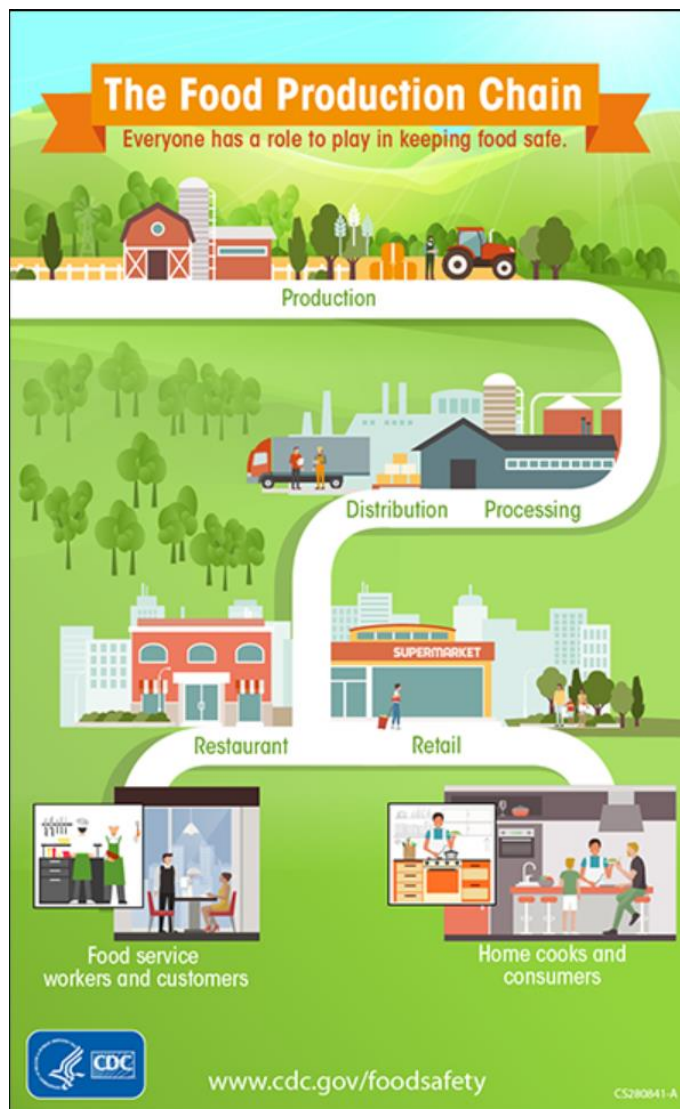 The Food Production Chain
Everyone has a role to play in keeping food safe.
Production
Distribution
Processing
SUPERMARKET
Restaurant
Retail
Food service
workers and customers
Home cooks and
consumers
CDC
www.cdc.gov/foodsafety
CS280841-A